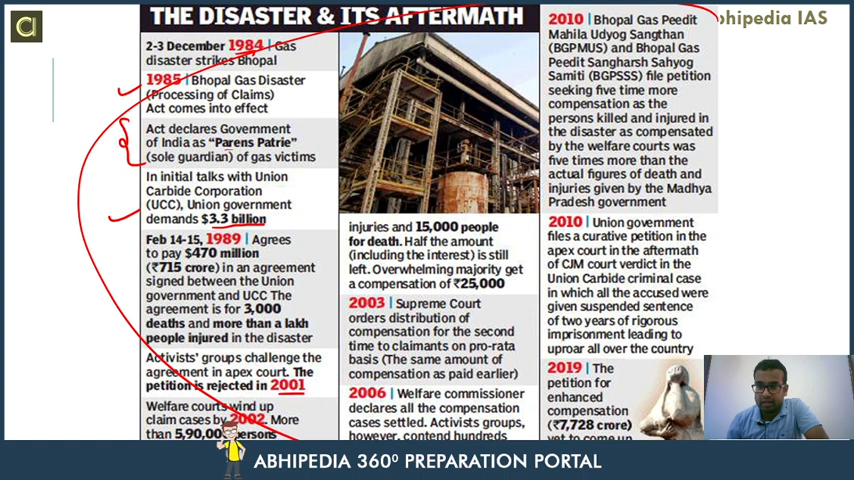 THE DISASTER & ITS AFTERMATH
2-3 December 1984 | Gas
disaster strikes Bhopal
1985 | Bhopal Gas Disaster
(Processing of Claims)
Act comes into effect
Act declares Government
of India as “Parens Patrie”
(sole guardian) of gas victims
In initial talks with Union
Carbide Corporation
(UCC), Union government
demands $3.3 billion
Feb 14-15, 1989 | Agrees
to pay $470 million
(₹715 crore) in an agreement
signed between the Union
government and UCC The
agreement is for 3,000
deaths and more than a lakh
people injured in the disaster
Activists' groups challenge the
agreement in apex court. The
petition is rejected in 2001
Welfare courts wind up
claim cases by 2002. More
than 5,90,00 persons
injuries and 15,000 people
for death. Half the amount
(including the interest) is still
left. Overwhelming majority get
a compensation of ₹25,000
2003 | Supreme Court
orders distribution of
compensation for the second
time to claimants on pro-rata
basis (The same amount of
compensation as paid earlier)
2006 | Welfare commissioner
declares all the compensation
cases settled. Activists groups,
however, contend hundreds
2010 | Bhopal Gas Peedit
Mahila Udyog Sangthan
(BGPMUS) and Bhopal Gas
Peedit Sangharsh Sahyog
Samiti (BGPSSS) file petition
seeking five time more
compensation as the
persons killed and injured in
the disaster as compensated
by the welfare courts was
five times more than the
actual figures of death and
injuries given by the Madhya
Pradesh government
2010 | Union government
files a curative petition in the
apex court in the aftermath
of CJM court verdict in the
Union Carbide criminal case
in which all the accused were
given suspended sentence
of two years of rigorous
imprisonment leading to
uproar all over the country
2019 | The
petition for
enhanced
compensation
(₹7,728 crore)
yet to come up
bhipedia IAS
ABHIPEDIA 360⁰ PREPARATION PORTAL